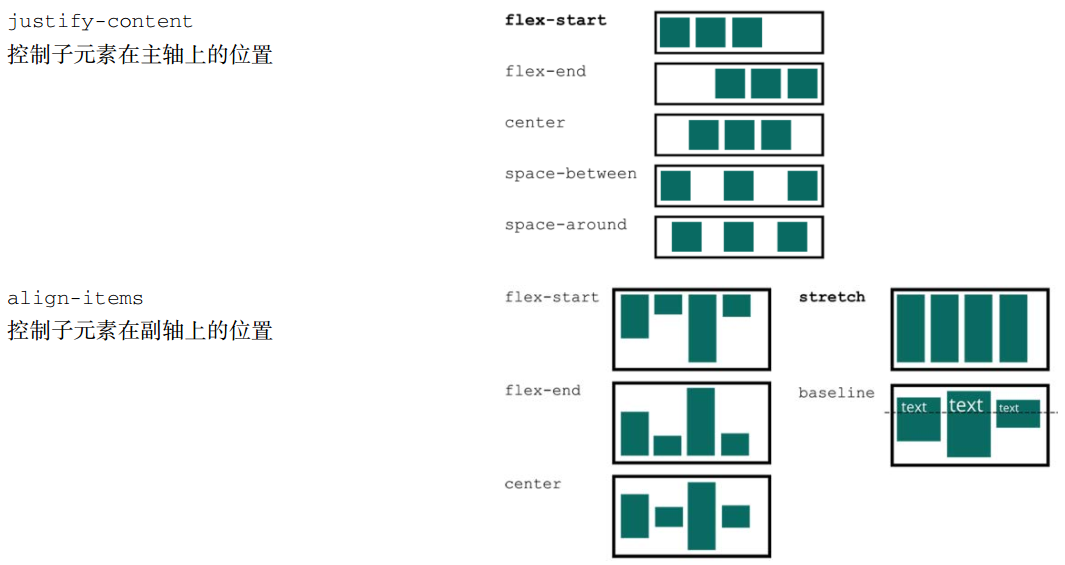 justify-content
控制子元素在主轴上的位置
flex-start
flex-end
center
space-between
space-around
align-items
控制子元素在副轴上的位置
flex-start
flex-end
center
stretch
baseline
text text text